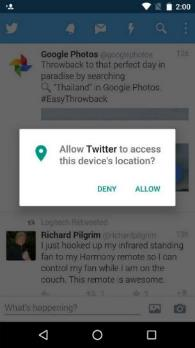 2:00
Google Photos @googlephotos
Throwback to that perfect day in
paradise by searching
"Thailand" in Google Photos.
#EasyThrowback
Allow Twitter to access
this device's location?
DENY ALLOW
Logitech Retweeted
Richard Pilgrim @richardpilgrim
I just hooked up my infrared standing
fan to my Harmony remote so I can
control my fan while I am on the
couch. This remote is awesome.
What's happening?